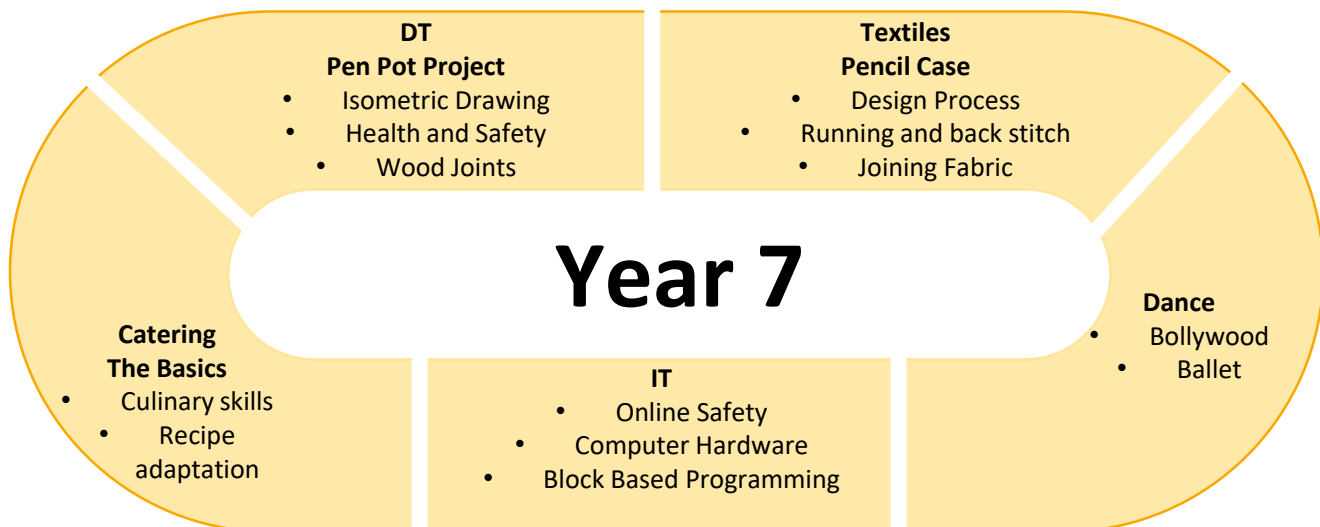 DT
Pen Pot Project
• Isometric Drawing
• Health and Safety
• Wood Joints
Textiles
Pencil Case
• Design Process
• Running and back stitch
• Joining Fabric
Year 7
Dance
• Bollywood
• Ballet
IT
• Online Safety
• Computer Hardware
• Block Based Programming
Catering
The Basics
• Culinary skills
• Recipe
adaptation